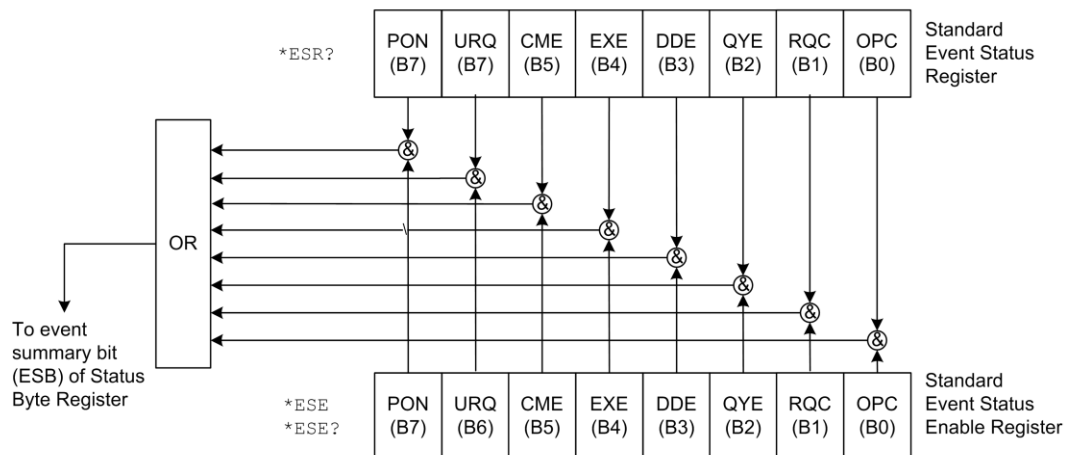 *ESR?
PON URQ CME EXE DDE QYE RQC OPC
(B7) (B7) (B5) (B4) (B3) (B2) (B1) (B0)
Standard
Event Status
Register
&
&
&
&
&
&
&
&
OR
To event
summary bit
(ESB) of Status
Byte Register
*ESE
*ESE?
PON URQ CME EXE DDE QYE RQC OPC
(B7) (B6) (B5) (B4) (B3) (B2) (B1) (B0)
Standard
Event Status
Enable Register